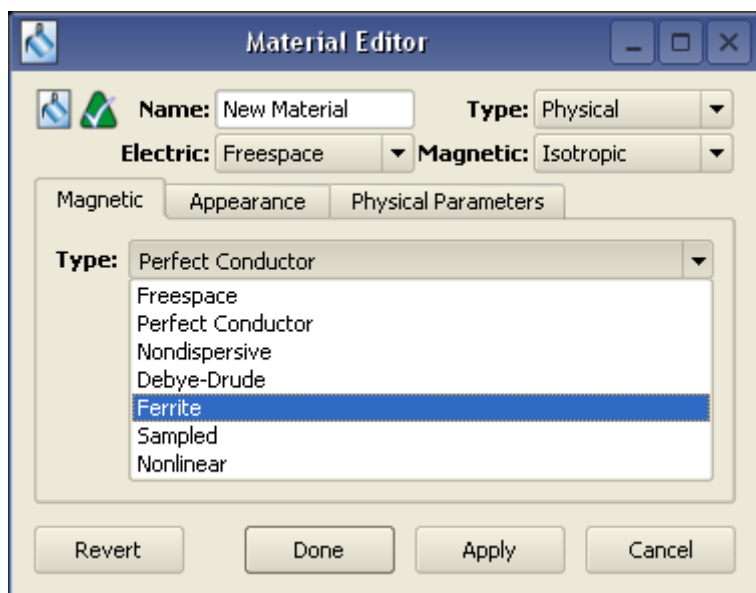 Material Editor
Name: New Material Type: Physical
Electric: Freespace Magnetic: Isotropic
Magnetic Appearance Physical Parameters
Type: Perfect Conductor
Freespace
Perfect Conductor
Nondispersive
Debye-Drude
Ferrite
Sampled
Nonlinear
Revert Done Apply Cancel